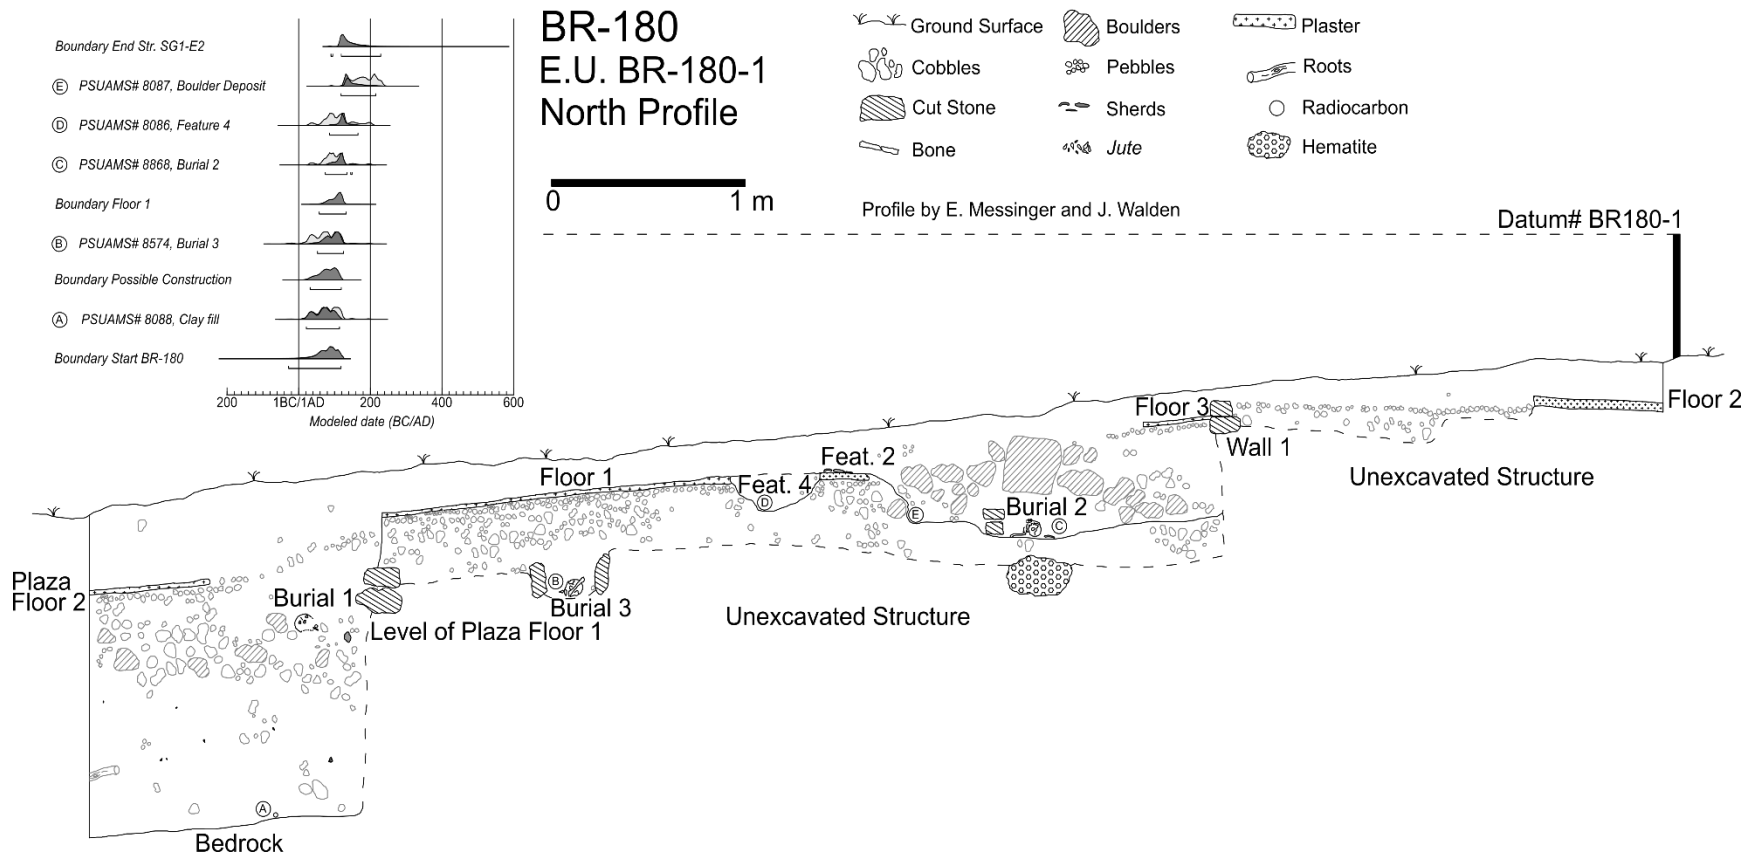 BR-180
E.U. BR-180-1
North Profile
Boundary End Str. SG1-E2
E PSUAMS# 8087, Boulder Deposit
D PSUAMS# 8086, Feature 4
C PSUAMS# 8868, Burial 2
Boundary Floor 1
B PSUAMS# 8574, Burial 3
Boundary Possible Construction
A PSUAMS# 8088, Clay fill
Boundary Start BR-180
200 1BC/1AD 200 400 600
Modeled date (BC/AD)
Ground Surface
Boulders
Plaster
Cobbles
Pebbles
Roots
Cut Stone
Sherds
Radiocarbon
Bone
Jute
Hematite
0 1 m
Profile by E. Messinger and J. Walden
Datum# BR180-1
Floor 2
Floor 3
Wall 1
Unexcavated Structure
Feat. 2
Floor 1
Feat. 4
D
E
Burial 2
C
Plaza
Floor 2
B
Burial 1
Burial 3
Unexcavated Structure
Level of Plaza Floor 1
A
Bedrock